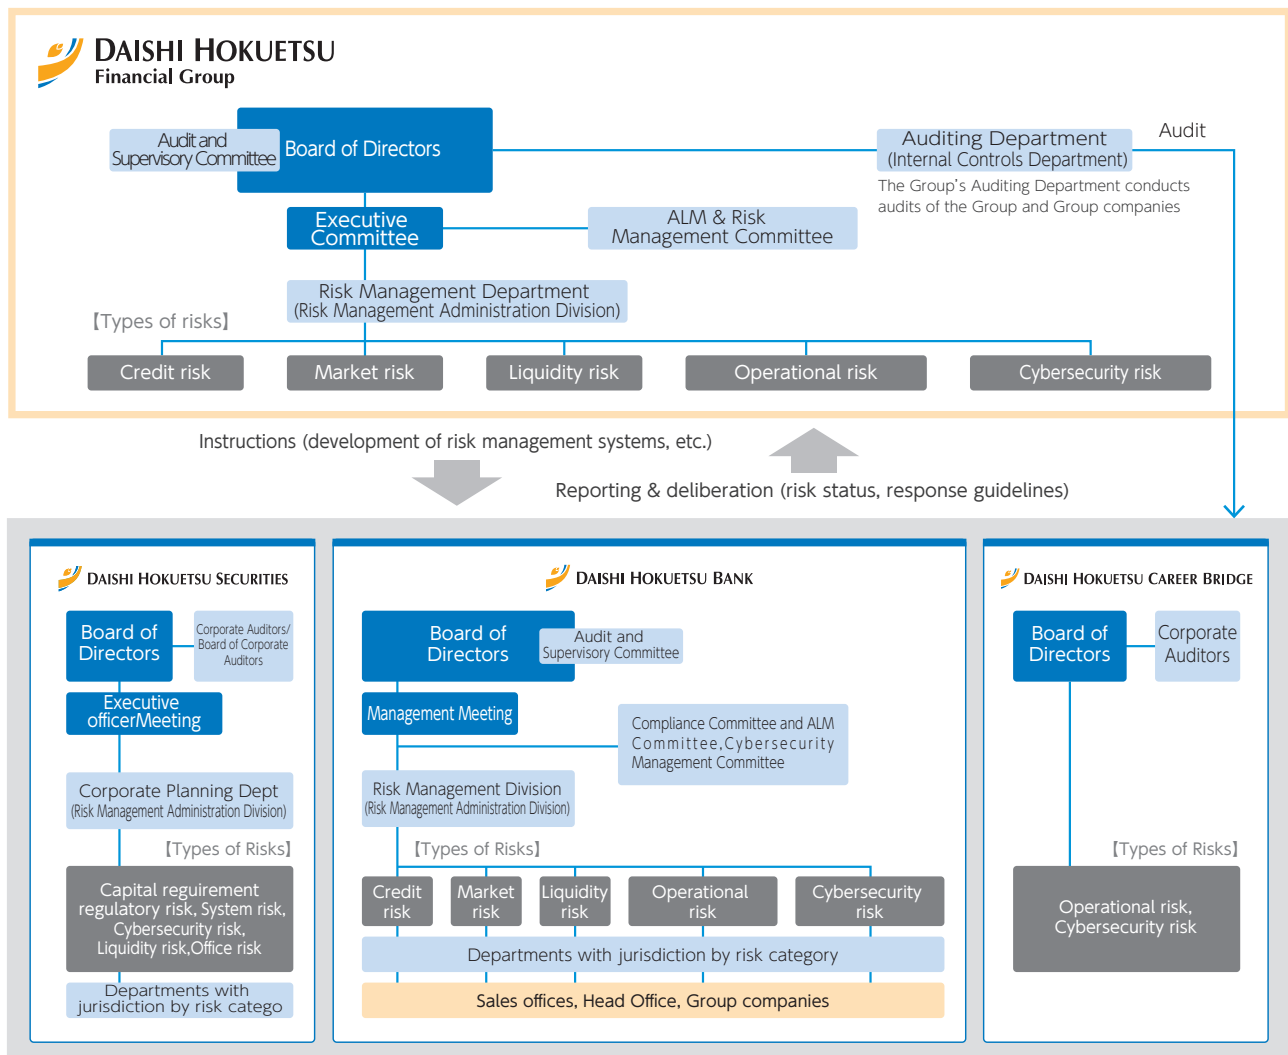 DAISHI HOKUETSU
Financial Group
Audit and
Supervisory Committee
Board of Directors
Auditing Department
(Internal Controls Department)
Audit
The Group's Auditing Department conducts
audits of the Group and Group companies
Executive
Committee
ALM & Risk
Management Committee
Risk Management Department
(Risk Management Administration Division)
【Types of risks】
Credit risk
Market risk
Liquidity risk
Operational risk
Cybersecurity risk
Instructions (development of risk management systems, etc.)
Reporting & deliberation (risk status, response guidelines)
DAISHI HOKUETSU SECURITIES
Board of
Directors
Corporate Auditors/
Board of Corporate
Auditors
Executive
officerMeeting
Corporate Planning Dept
(Risk Management Administration Division)
【Types of Risks】
Capital reguirement
regulatory risk, System risk,
Cybersecurity risk,
Liquidity risk,Office risk
Departments with
jurisdiction by risk catego
DAISHI HOKUETSU BANK
Board of
Directors
Audit and
Supervisory Committee
Management Meeting
Compliance Committee and ALM
Committee,Cybersecurity
Management Committee
Risk Management Division
(Risk Management Administration Division)
【Types of Risks】
Credit
risk
Market
risk
Liquidity
risk
Operational
risk
Cybersecurity
risk
Departments with jurisdiction by risk category
Sales offices, Head Office, Group companies
DAISHI HOKUETSU CAREER BRIDGE
Board of
Directors
Corporate
Auditors
【Types of Risks】
Operational risk,
Cybersecurity risk